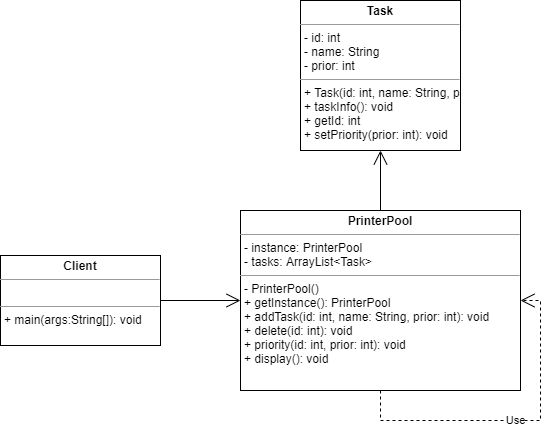 Task
- id: int
- name: String
- prior: int
+ Task(id: int, name: String, p
+ taskInfo(): void
+ getId: int
+ setPriority(prior: int): void
PrinterPool
- instance: PrinterPool
- tasks: ArrayList<Task>
- PrinterPool()
+ getInstance(): PrinterPool
+ addTask(id: int, name: String, prior: int): void
+ delete(id: int): void
+ priority(id: int, prior: int): void
+ display(): void
Client
+ main(args:String[]): void
Use